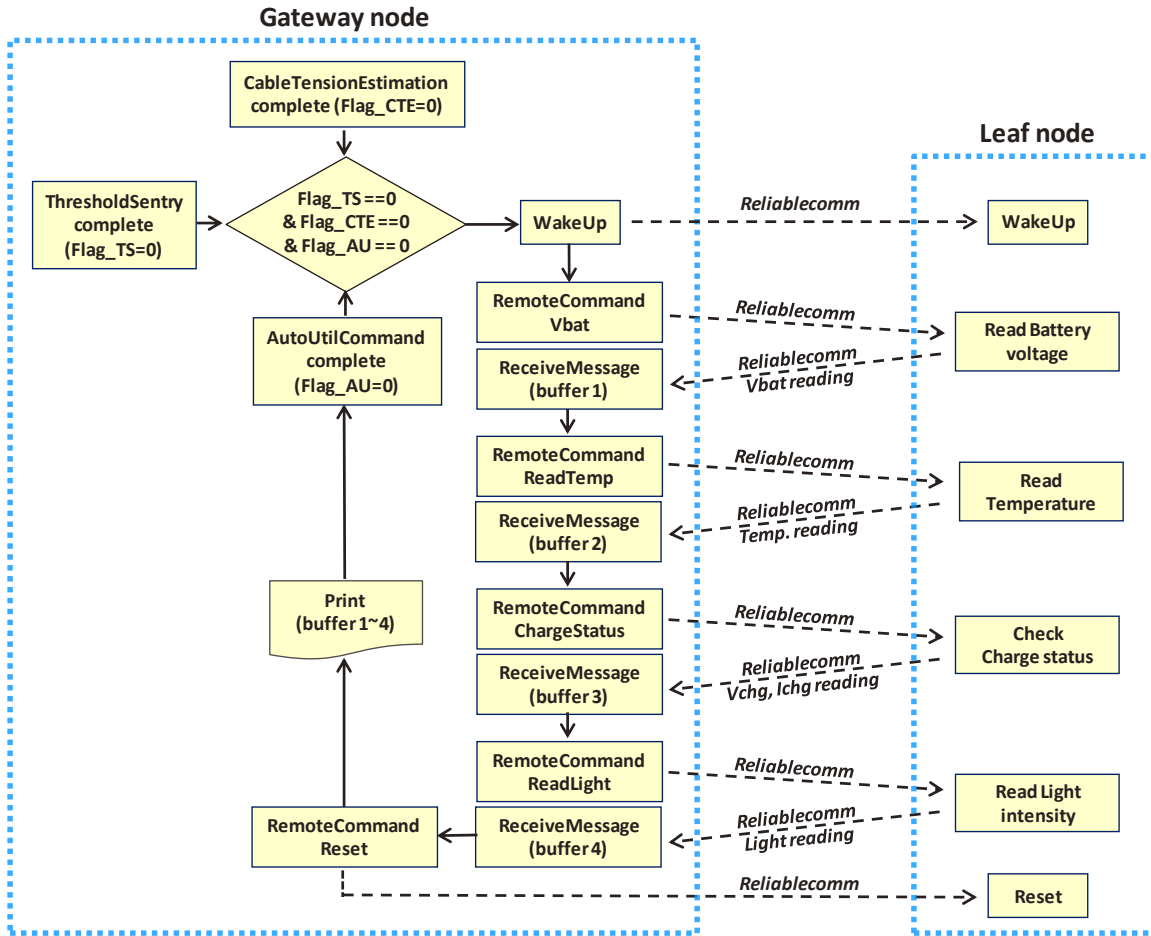 Gateway node
CableTensionEstimation
complete (Flag_CTE=0)
Leaf node
ThresholdSentry
complete
(Flag_TS=0)
Flag_TS ==0
& Flag_CTE ==0
& Flag_AU == 0
WakeUp
Reliablecomm
WakeUp
RemoteCommand
Vbat
Reliablecomm
Read Battery
voltage
AutoUtilCommand
complete
(Flag_AU=0)
ReceiveMessage
(buffer 1)
Reliablecomm
Vbat reading
RemoteCommand
ReadTemp
Reliablecomm
Read
Temperature
ReceiveMessage
(buffer 2)
Reliablecomm
Temp. reading
Print
(buffer 1~4)
RemoteCommand
ChargeStatus
Reliablecomm
Check
Charge status
ReceiveMessage
(buffer 3)
Reliablecomm
Vchg, Ichg reading
RemoteCommand
ReadLight
Reliablecomm
Read Light
intensity
RemoteCommand
Reset
ReceiveMessage
(buffer 4)
Reliablecomm
Light reading
Reliablecomm
Reset